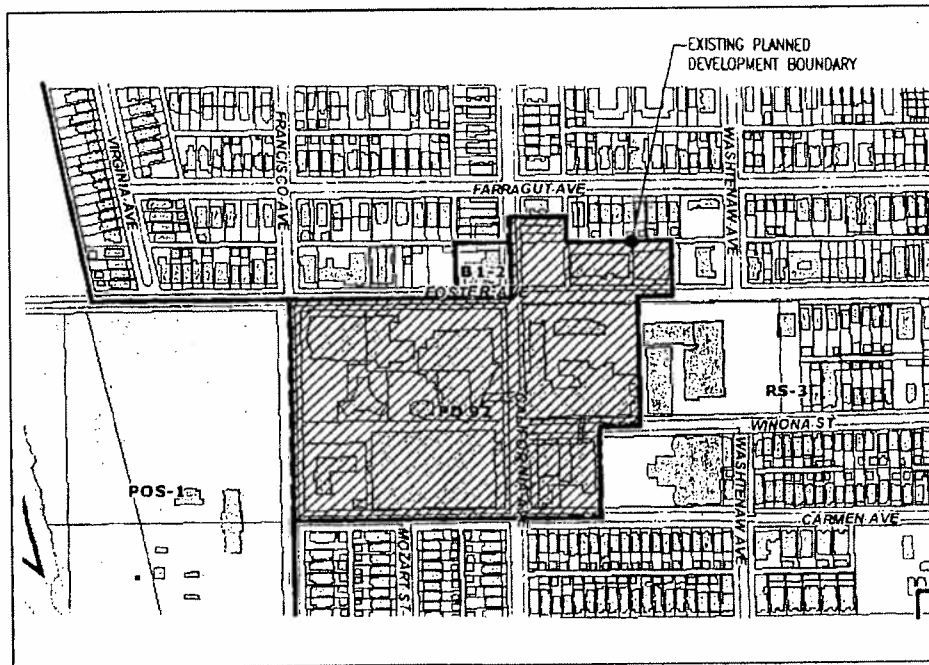 EXISTING PLANNED
DEVELOPMENT BOUNDARY
VIRGINIA AVE
FRANCISCO AVE
WASHTENAW AVE
FARRAGUT AVE
B1-2
FOSTER AVE
PD 92
CALIFORNIA AVE
RS-3
WINONA ST
POS-1
WASHTENAW AVE
CARMEN AVE
MOZART ST